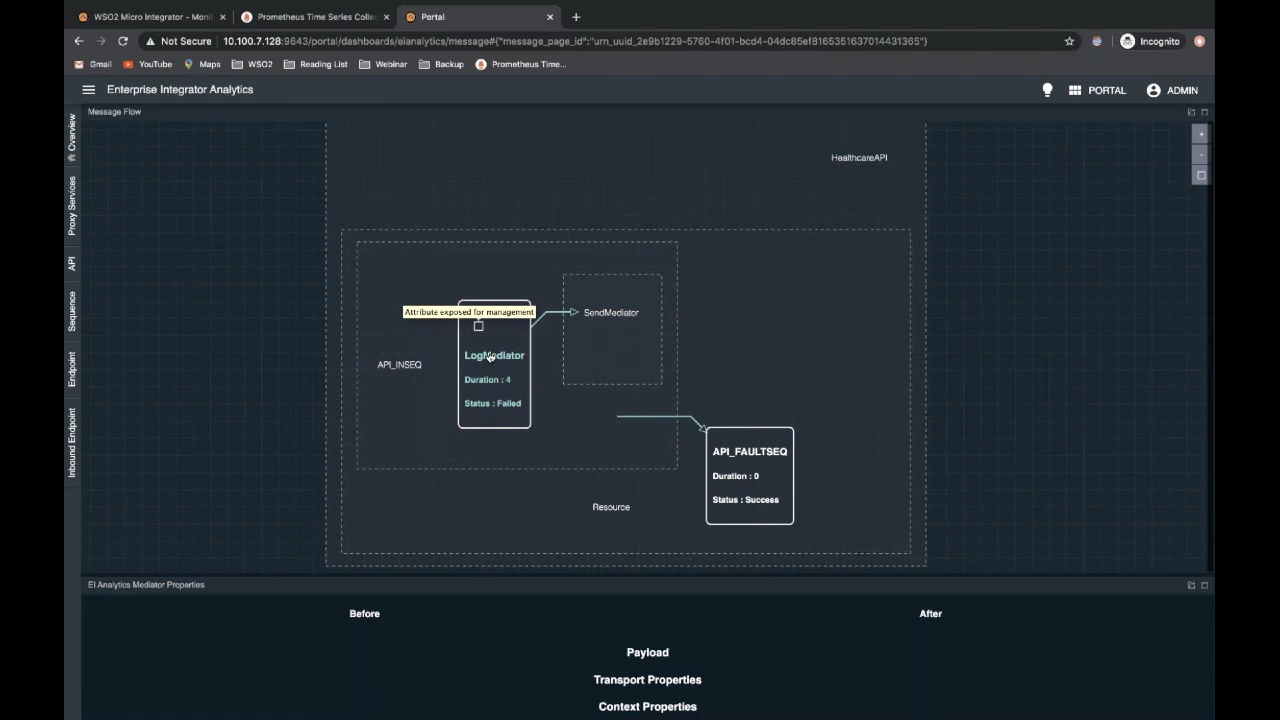 WSO2 Micro Integrator - Moni
Prometheus Time Series Collec
Portal
Not Secure
10.100.7.128:9643/portal/dashboards/eianalytics/message#{"message_page_id":"urn_uuid_2e9b1229-5760-4f01-bcd4-04dc85ef8165351637014431365"}
Incognito
Gmail
YouTube
Maps
WSO2
Reading List
Webinar
Backup
Prometheus Time...
Enterprise Integrator Analytics
PORTAL
ADMIN
Message Flow
Overview
Proxy Services
API
Sequence
Endpoint
Inbound Endpoint
HealthcareAPI
Attribute exposed for management
SendMediator
LogMediator
API_INSEQ
Duration : 4
Status : Failed
API_FAULTSEQ
Duration : 0
Status : Success
Resource
EI Analytics Mediator Properties
Before
After
Payload
Transport Properties
Context Properties